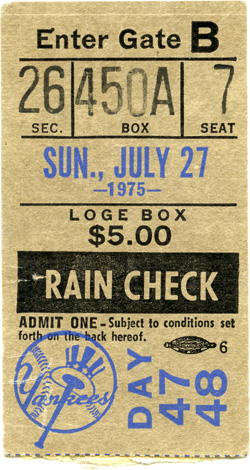 Enter Gate B
26 450A 7
SEC. BOX SEAT
SUN., JULY 27
—1975—
LOGE BOX
$5.00
RAIN CHECK
ADMIT ONE - Subject to conditions set
forth on the back hereof.
6
Yankees
DAY
47
48